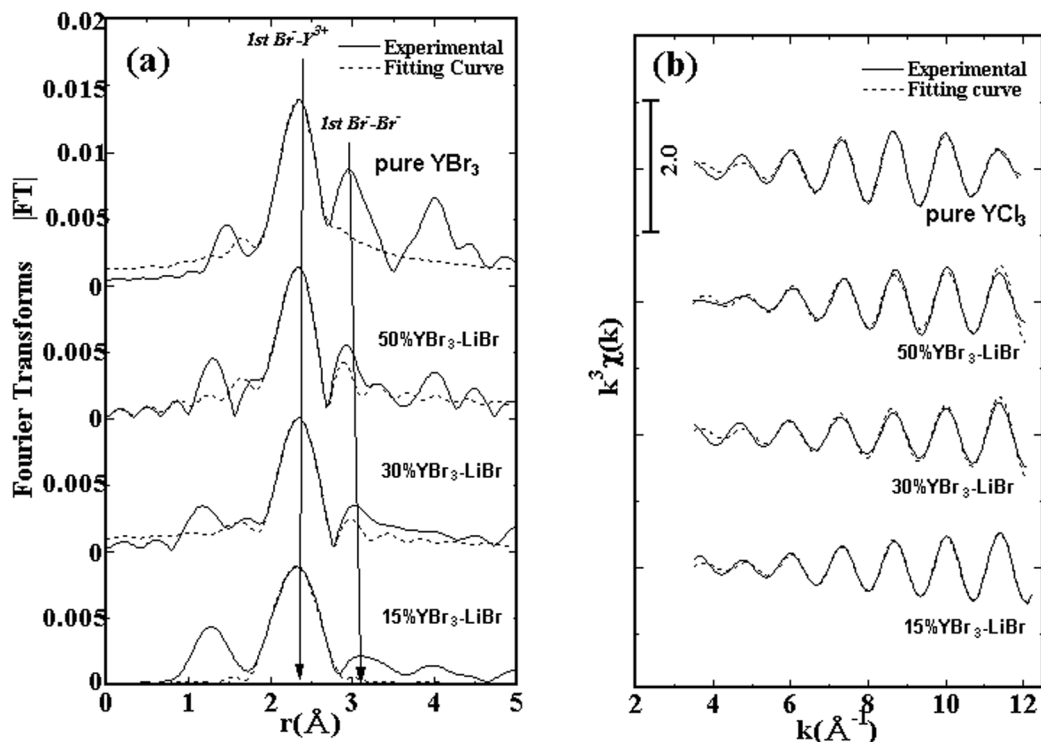 (a)
1st Br⁻-Y³⁺
Experimental
Fitting Curve
1st Br⁻-Br⁻
pure YBr₃
50%YBr₃-LiBr
30%YBr₃-LiBr
15%YBr₃-LiBr
0.02
0.015
0.01
0.005
0
0.005
0
0.005
0
0.005
0
Fourier Transforms |FT|
0 1 2 3 4 5
r(Å)
(b)
Experimental
Fitting curve
2.0
pure YCl₃
50%YBr₃-LiBr
30%YBr₃-LiBr
15%YBr₃-LiBr
k³χ(k)
2 4 6 8 10 12
k(Å⁻¹)